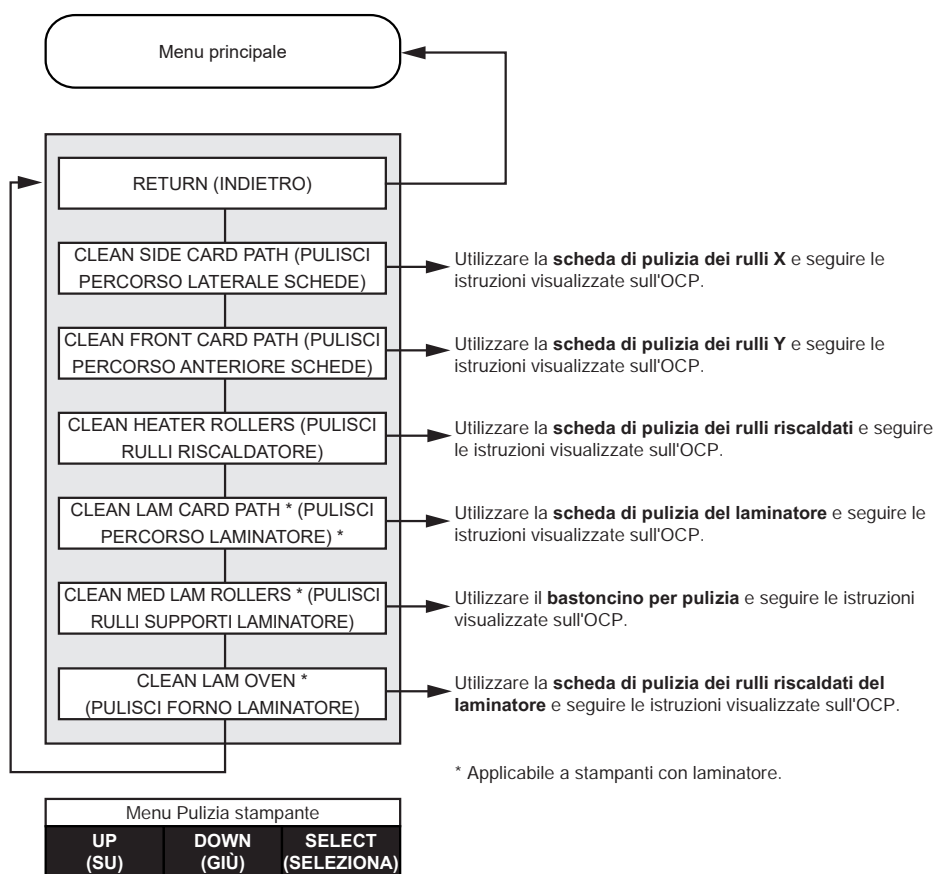 Menu principale
RETURN (INDIETRO)
CLEAN SIDE CARD PATH (PULISCI
PERCORSO LATERALE SCHEDE)
Utilizzare la scheda di pulizia dei rulli X e seguire le
istruzioni visualizzate sull'OCP.
CLEAN FRONT CARD PATH (PULISCI
PERCORSO ANTERIORE SCHEDE)
Utilizzare la scheda di pulizia dei rulli Y e seguire le
istruzioni visualizzate sull'OCP.
CLEAN HEATER ROLLERS (PULISCI
RULLI RISCALDATORE)
Utilizzare la scheda di pulizia dei rulli riscaldati e seguire
le istruzioni visualizzate sull'OCP.
CLEAN LAM CARD PATH * (PULISCI
PERCORSO LAMINATORE) *
Utilizzare la scheda di pulizia del laminatore e seguire le
istruzioni visualizzate sull'OCP.
CLEAN MED LAM ROLLERS * (PULISCI
RULLI SUPPORTI LAMINATORE)
Utilizzare il bastoncino per pulizia e seguire le istruzioni
visualizzate sull'OCP.
CLEAN LAM OVEN *
(PULISCI FORNO LAMINATORE)
Utilizzare la scheda di pulizia dei rulli riscaldati del
laminatore e seguire le istruzioni visualizzate sull'OCP.
* Applicabile a stampanti con laminatore.
Menu Pulizia stampante
UP DOWN SELECT
(SU) (GIÙ) (SELEZIONA)